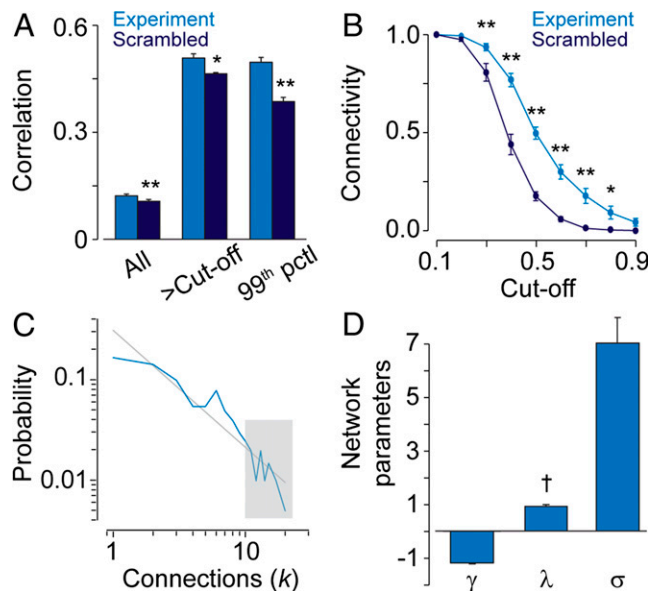 A
Experiment
Scrambled
Correlation
0.6
0.3
0
*
**
**
All
>Cut-off
99th pctl
B
Experiment
Scrambled
Connectivity
1.0
0.5
0.0
**
**
**
**
**
*
0.1
0.5
0.9
Cut-off
C
Probability
0.1
0.01
1
10
Connections (k)
D
Network
parameters
7
5
3
1
-1
†
γ
λ
σ